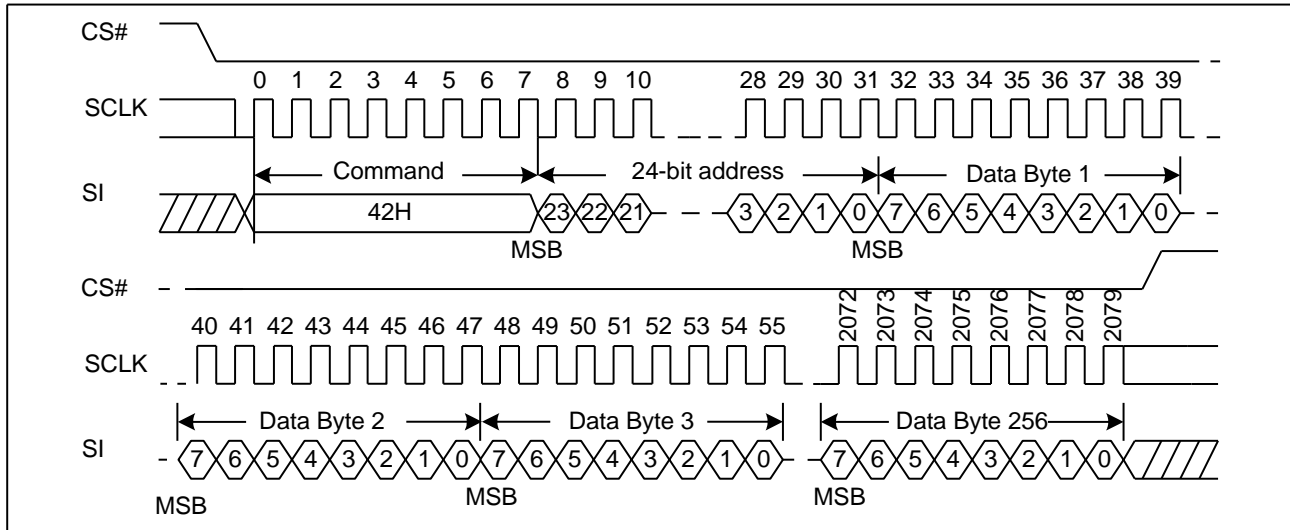 CS#
0 1 2 3 4 5 6 7 8 9 10 28 29 30 31 32 33 34 35 36 37 38 39
SCLK
Command 24-bit address Data Byte 1
SI
42H 23 22 21 3 2 1 0 7 6 5 4 3 2 1 0
MSB MSB
CS#
40 41 42 43 44 45 46 47 48 49 50 51 52 53 54 55 2072 2073 2074 2075 2076 2077 2078 2079
SCLK
Data Byte 2 Data Byte 3 Data Byte 256
SI
7 6 5 4 3 2 1 0 7 6 5 4 3 2 1 0 7 6 5 4 3 2 1 0
MSB MSB MSB